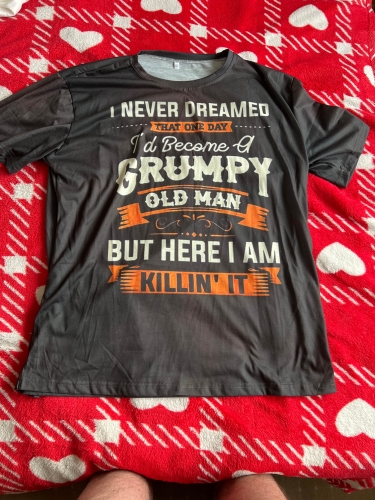 I NEVER DREAMED
THAT ONE DAY
I'd Become A
GRUMPY
OLD MAN
BUT HERE I AM
KILLIN' IT